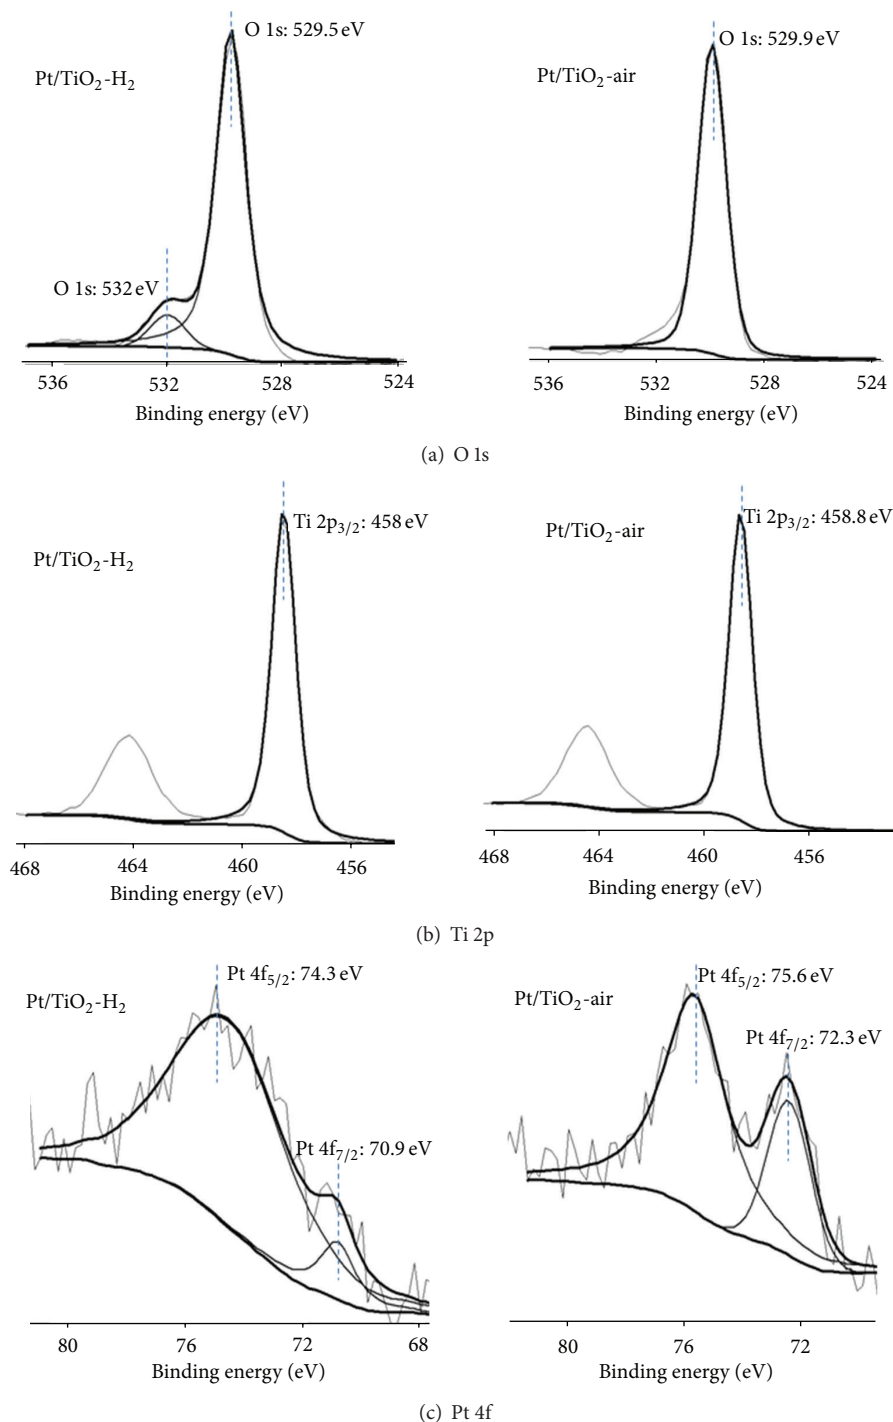 O 1s: 529.5 eV
Pt/TiO₂-H₂
O 1s: 532 eV
536 532 528 524
Binding energy (eV)
O 1s: 529.9 eV
Pt/TiO₂-air
536 532 528 524
Binding energy (eV)
(a) O 1s
Ti 2p₃/₂: 458 eV
Pt/TiO₂-H₂
468 464 460 456
Binding energy (eV)
Ti 2p₃/₂: 458.8 eV
Pt/TiO₂-air
468 464 460 456
Binding energy (eV)
(b) Ti 2p
Pt 4f₅/₂: 74.3 eV
Pt/TiO₂-H₂
Pt 4f₇/₂: 70.9 eV
80 76 72 68
Binding energy (eV)
Pt 4f₅/₂: 75.6 eV
Pt/TiO₂-air
Pt 4f₇/₂: 72.3 eV
80 76 72
Binding energy (eV)
(c) Pt 4f